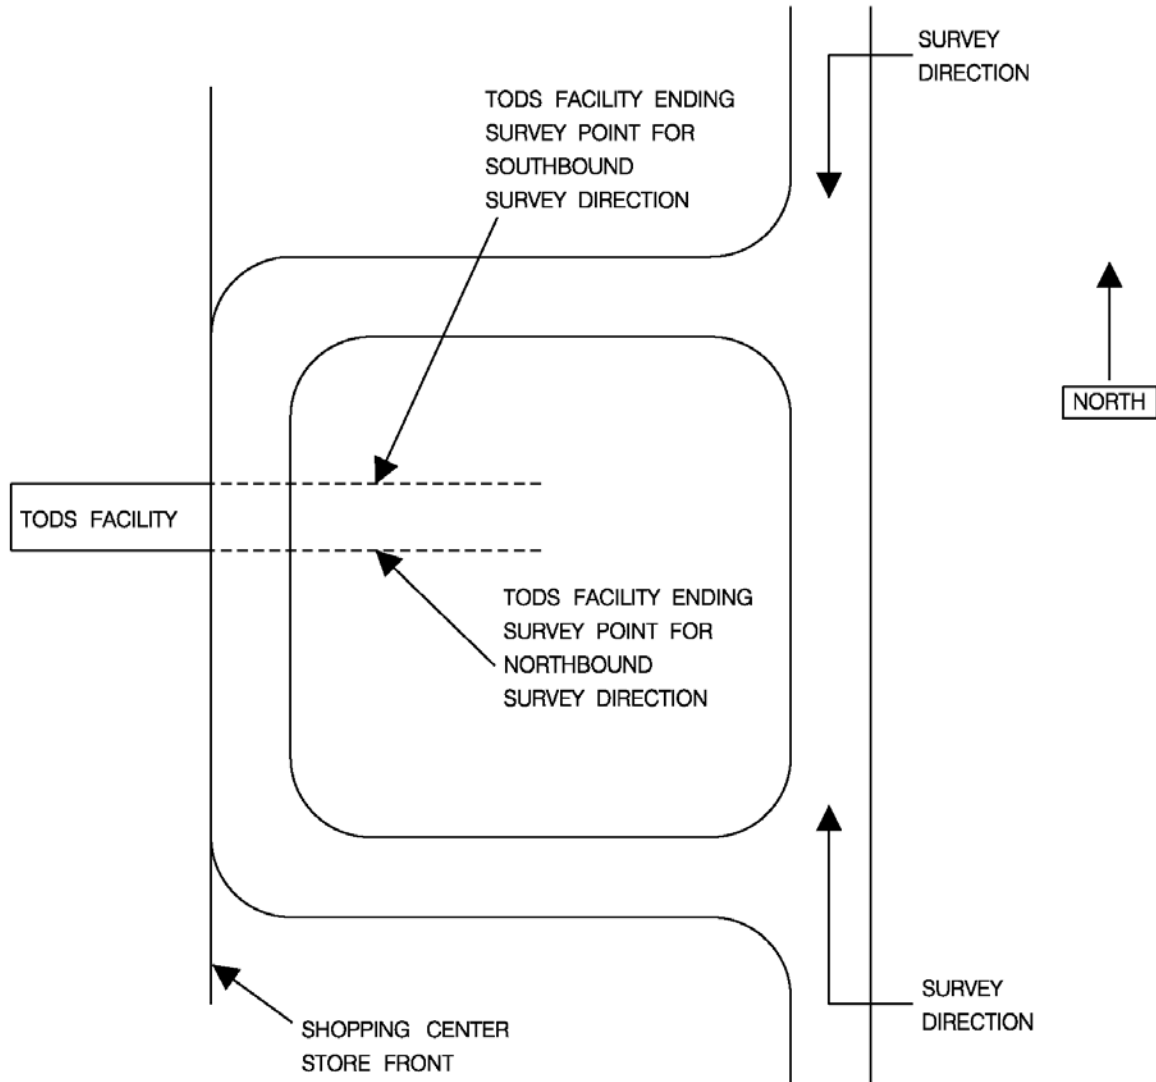 SURVEY
DIRECTION
TODS FACILITY ENDING
SURVEY POINT FOR
SOUTHBOUND
SURVEY DIRECTION
NORTH
TODS FACILITY
TODS FACILITY ENDING
SURVEY POINT FOR
NORTHBOUND
SURVEY DIRECTION
SURVEY
DIRECTION
SHOPPING CENTER
STORE FRONT